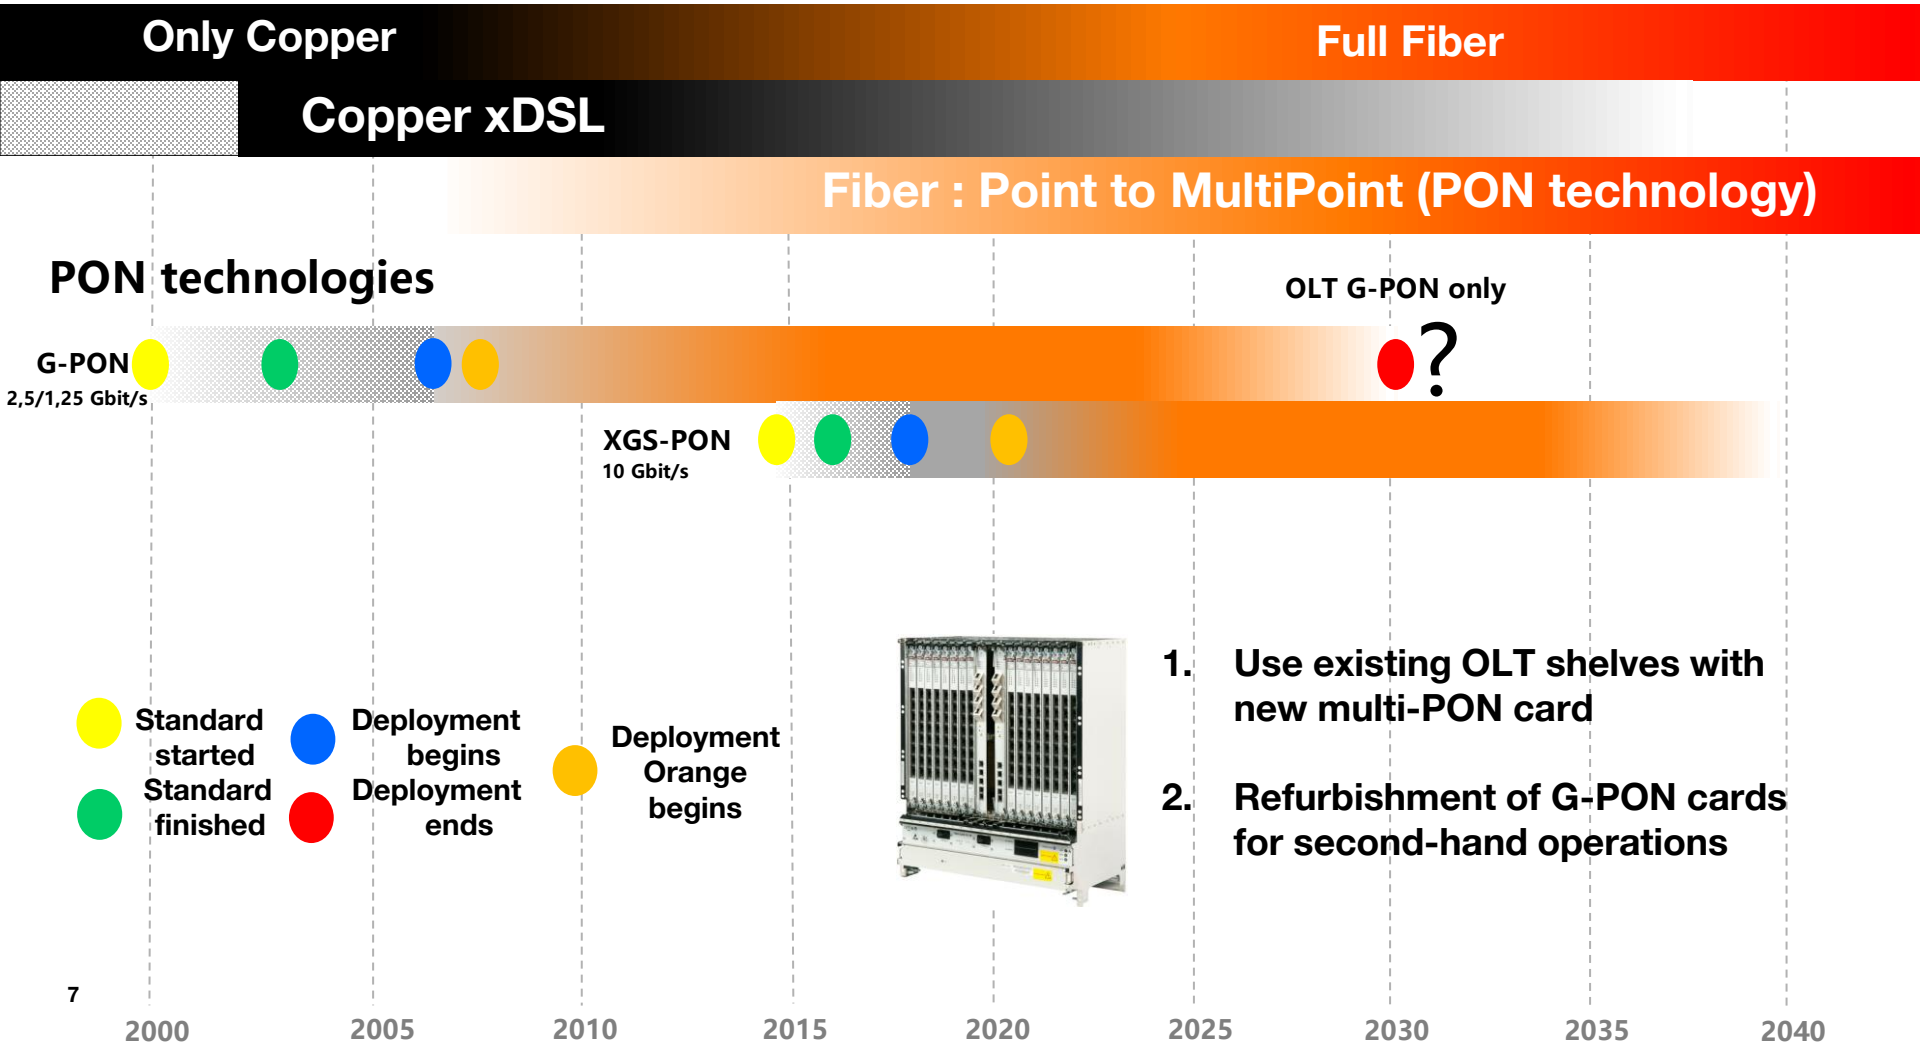 Only Copper
Full Fiber
Copper xDSL
Fiber : Point to MultiPoint (PON technology)
PON technologies
OLT G-PON only
G-PON
2,5/1,25 Gbit/s
?
XGS-PON
10 Gbit/s
Standard
started
Standard
finished
Deployment
begins
Deployment
ends
Deployment
Orange
begins
1. Use existing OLT shelves with
new multi-PON card
2. Refurbishment of G-PON cards
for second-hand operations
7
2000
2005
2010
2015
2020
2025
2030
2035
2040